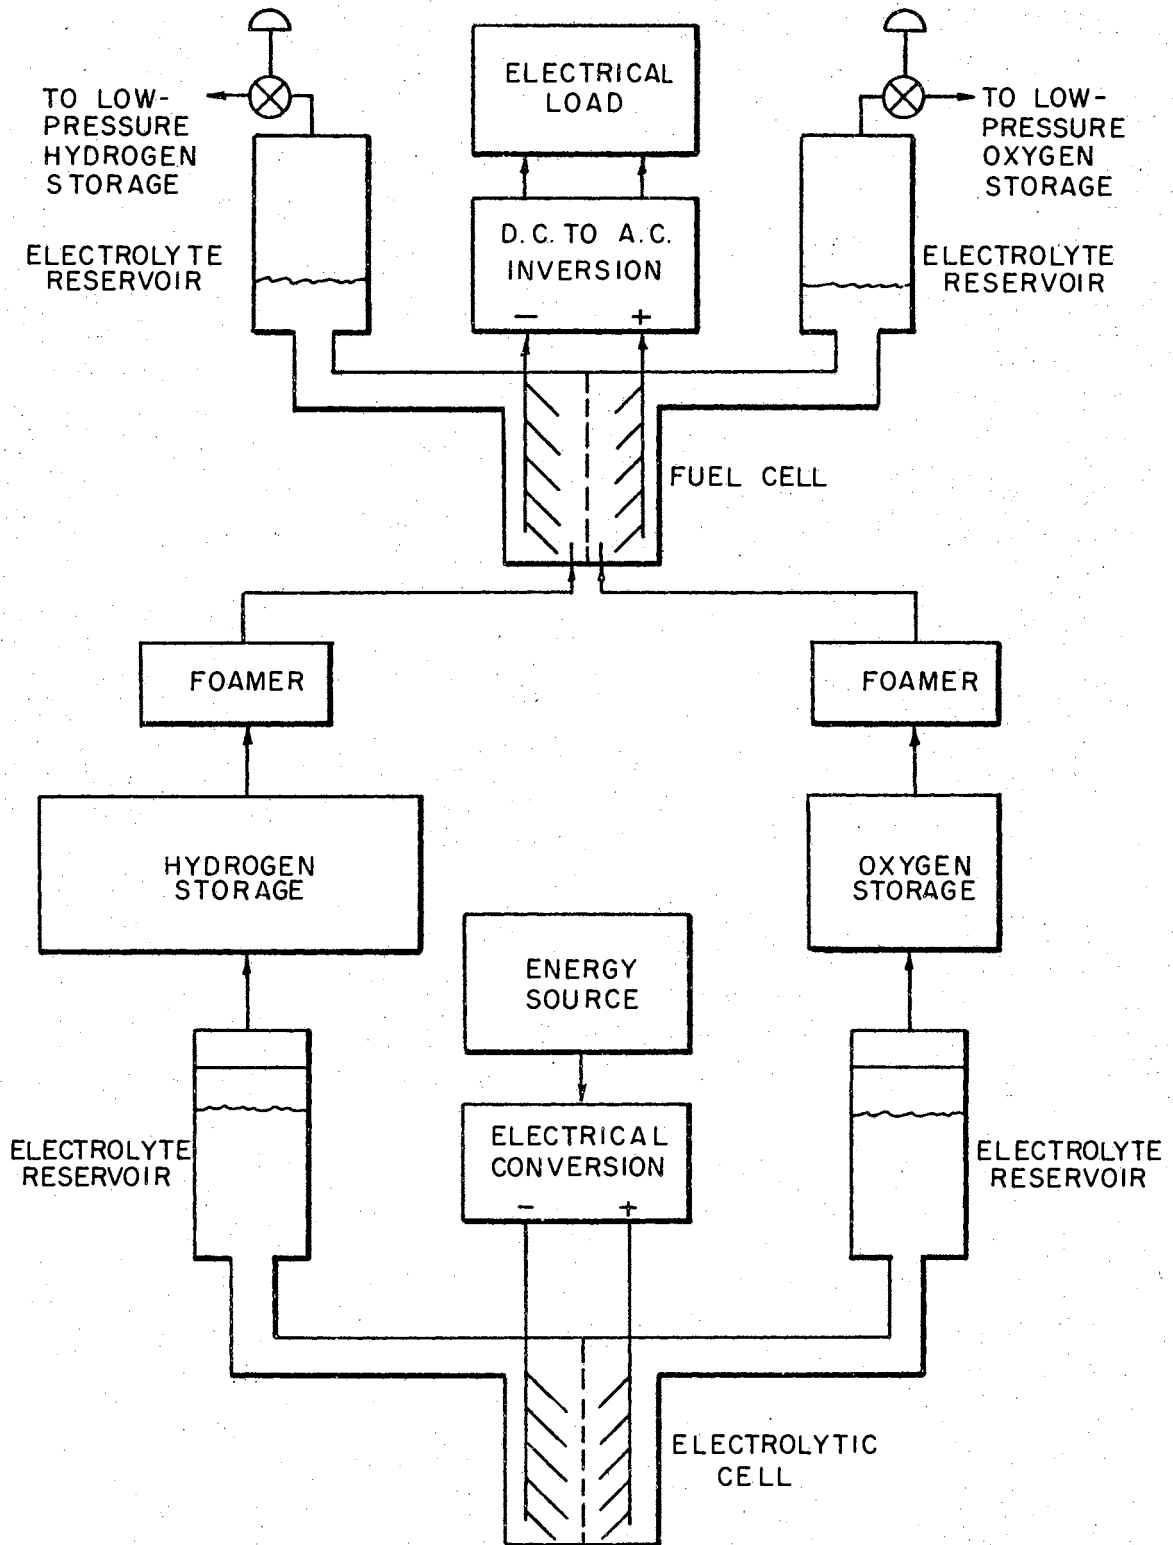 ELECTRICAL
LOAD
TO LOW-
PRESSURE
HYDROGEN
STORAGE
TO LOW-
PRESSURE
OXYGEN
STORAGE
ELECTROLYTE
RESERVOIR
D.C. TO A.C.
INVERSION
- +
ELECTROLYTE
RESERVOIR
FUEL CELL
FOAMER
FOAMER
HYDROGEN
STORAGE
OXYGEN
STORAGE
ENERGY
SOURCE
ELECTROLYTE
RESERVOIR
ELECTRICAL
CONVERSION
- +
ELECTROLYTE
RESERVOIR
ELECTROLYTIC
CELL